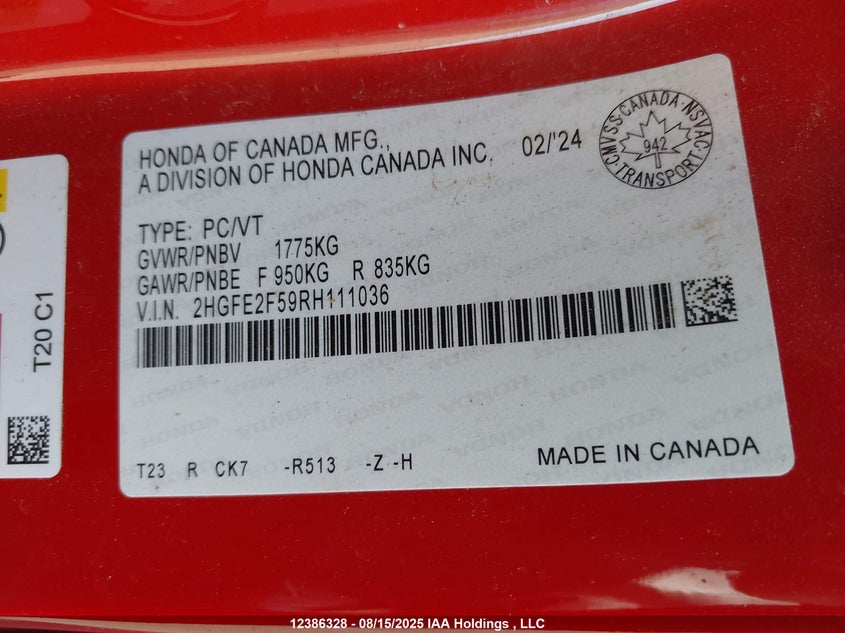 HONDA OF CANADA MFG.,
A DIVISION OF HONDA CANADA INC. 02/'24
CMVSS·CANADA·NSVAC·TRANSPORT·
942
TYPE: PC/VT
GVWR/PNBV 1775KG
GAWR/PNBE F 950KG R 835KG
V.I.N. 2HGFE2F59RH111036
T20 C1
T23 R CK7 -R513 -Z -H
MADE IN CANADA
12386328 - 08/15/2025 IAA Holdings , LLC